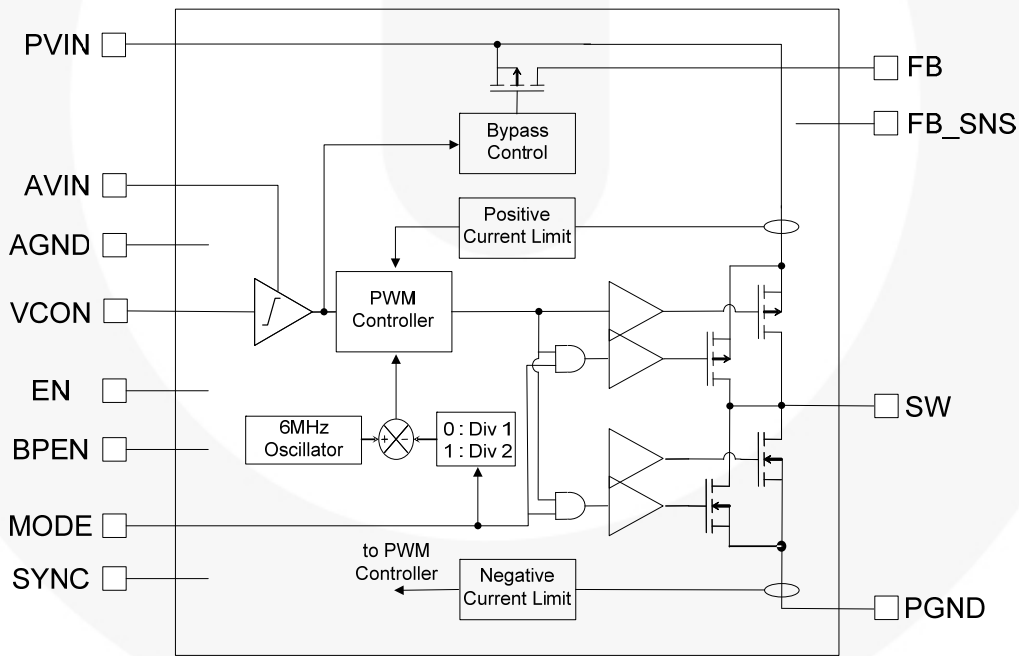 PVIN
FB
FB_SNS
Bypass
Control
AVIN
AGND
Positive
Current Limit
VCON
PWM
Controller
EN
SW
6MHz
Oscillator
+
-
0 : Div 1
1 : Div 2
BPEN
MODE
to PWM
Controller
SYNC
Negative
Current Limit
PGND